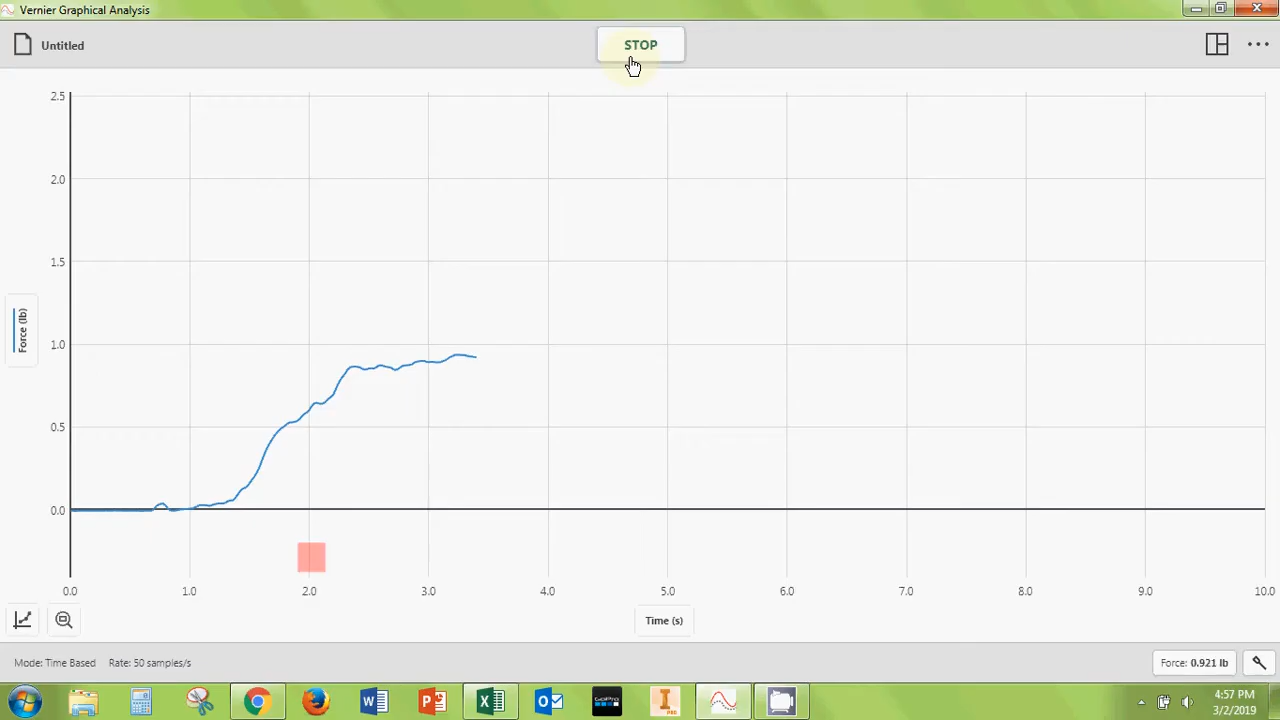 Vernier Graphical Analysis
Untitled
STOP
2.5
2.0
1.5
1.0
0.5
0.0
Force (lb)
0.0 1.0 2.0 3.0 4.0 5.0 6.0 7.0 8.0 9.0 10.0
Time (s)
Mode: Time Based Rate: 50 samples/s
Force: 0.921 lb
GoPro
PRO
4:57 PM
3/2/2019